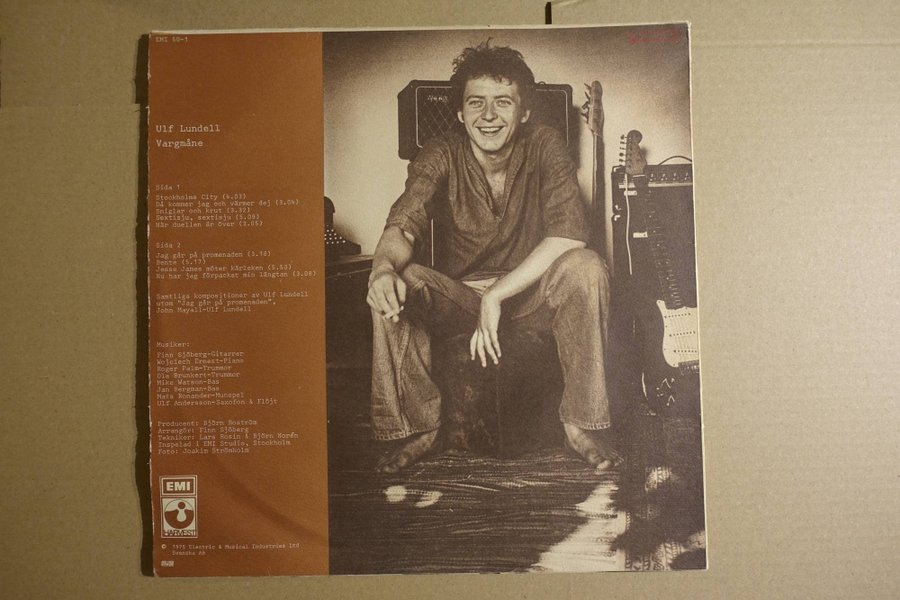 EMI 60-1
Ulf Lundell
Vargmåne
Sida 1
Stockholms City (4.03)
Då kommer jag och värmer dej (3.04)
Sniglar och krut (3.32)
Sextisju, sextisju (5.08)
När duellen är över (3.05)
Sida 2
Jag går på promenaden (3.18)
Bente (5.17)
Jesse James möter kärleken (5.53)
Nu har jag förpackat min längtan (3.08)
Samtliga kompositioner av Ulf Lundell
utom "Jag går på promenaden",
John Mayall-Ulf Lundell
Musiker:
Finn Sjöberg-Gitarrer
Wojciech Ernest-Piano
Roger Palm-Trummor
Ola Brunkert-Trummor
Mike Watson-Bas
Jan Bergman-Bas
Mats Ronander-Munspel
Ulf Andersson-Saxofon & Flöjt
Producent: Björn Boström
Arrangör: Finn Sjöberg
Tekniker: Lars Rosin & Björn Norén
Inspelad i EMI Studio, Stockholm
Foto: Joakim Strömholm
EMI
HARVEST
© 1975 Electric & Musical Industries Ltd
Svenska AB